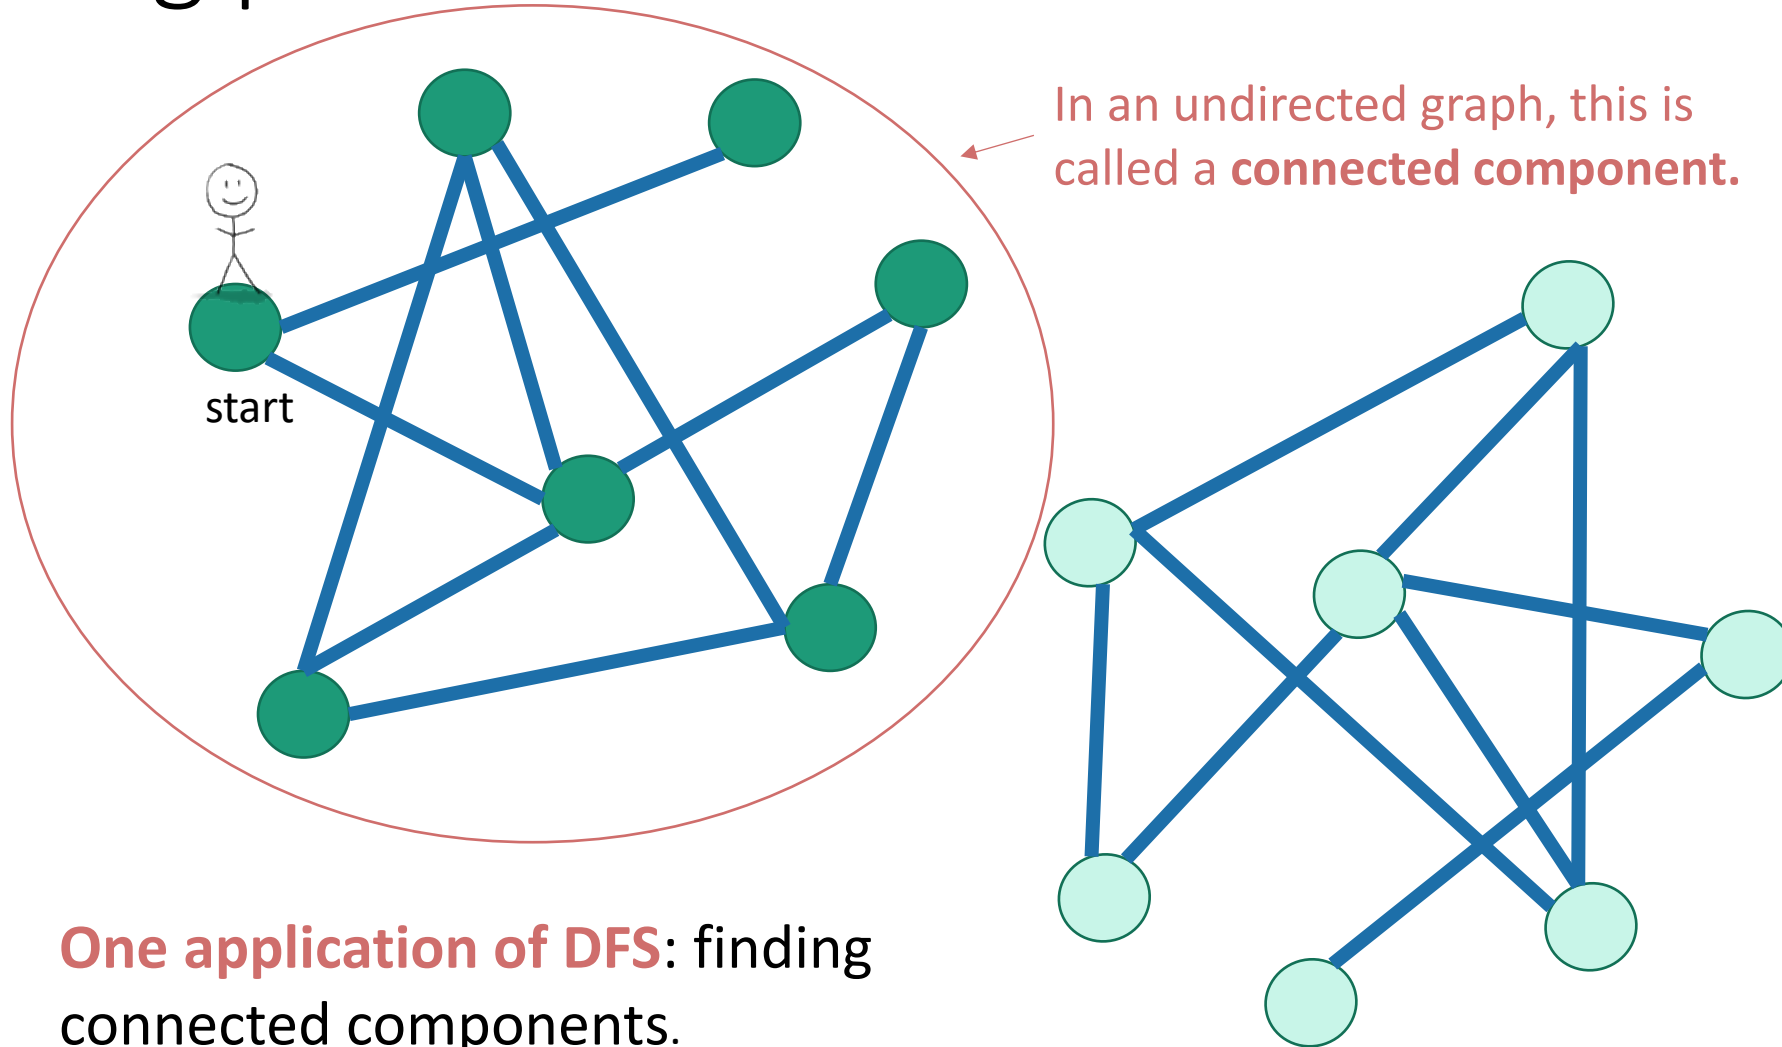 In an undirected graph, this is
called a connected component.
start
One application of DFS: finding
connected components.